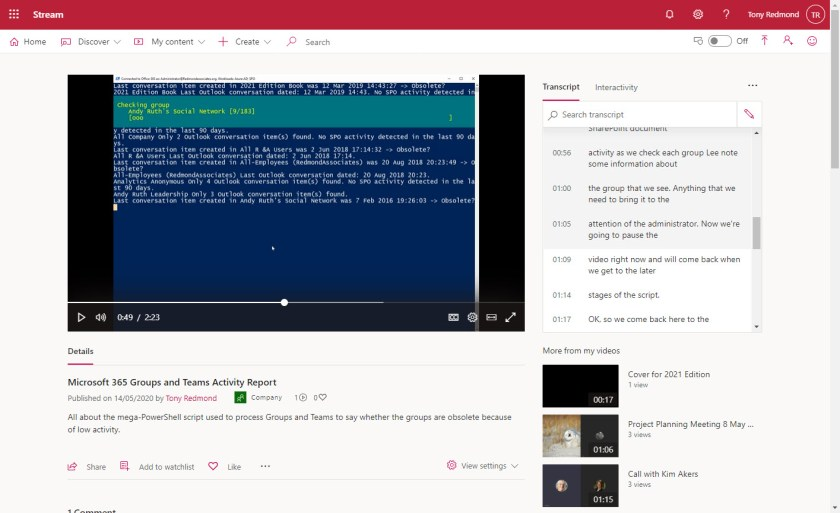 Stream
Tony Redmond
TR
Home
Discover
My content
Create
Search
Off
Last conversation item created in 2021 Edition Book was 12 Mar 2019 14:43:27 -> Obsolete?
2021 Edition Book Last Outlook conversation dated: 12 Mar 2019 14:43. No SPO activity detected in
Checking group
Andy Ruth's Social Network [9/183]
[ooo ]
y detected in the last 90 days.
All Company Only 2 Outlook conversation item(s) found. No SPO activity detected in the last 90 da
ys.
Last conversation item created in All R &A Users was 2 Jun 2018 17:14:32 -> Obsolete?
All R &A Users Last Outlook conversation dated: 2 Jun 2018 17:14.
Last conversation item created in All-Employees (RedmondAssociates) was 20 Aug 2018 20:23:49 -> O
bsolete?
All-Employees (RedmondAssociates) Last Outlook conversation dated: 20 Aug 2018 20:23.
Analytics Anonymous Only 4 Outlook conversation item(s) found. No SPO activity detected in the la
st 90 days.
Andy Ruth Leadership Only 3 Outlook conversation item(s) found.
Last conversation item created in Andy Ruth's Social Network was 7 Feb 2016 19:26:03 -> Obsolete?
0:49 / 2:23
Transcript
Interactivity
Search transcript
SharePoint document
00:56 activity as we check each group Lee note
some information about
01:00 the group that we see. Anything that we
need to bring it to the
01:05 attention of the administrator. Now we're
going to pause the
01:09 video right now and will come back when
we get to the later
01:14 stages of the script.
01:17 OK, so we come back here to the
Details
Microsoft 365 Groups and Teams Activity Report
Published on 14/05/2020 by Tony Redmond
Company
1
0
All about the mega-PowerShell script used to process Groups and Teams to say whether the groups are obsolete because
of low activity.
Share
Add to watchlist
Like
View settings
More from my videos
00:17
Cover for 2021 Edition
1 view
01:06
Project Planning Meeting 8 May ...
3 views
01:15
Call with Kim Akers
3 views
1 Comment